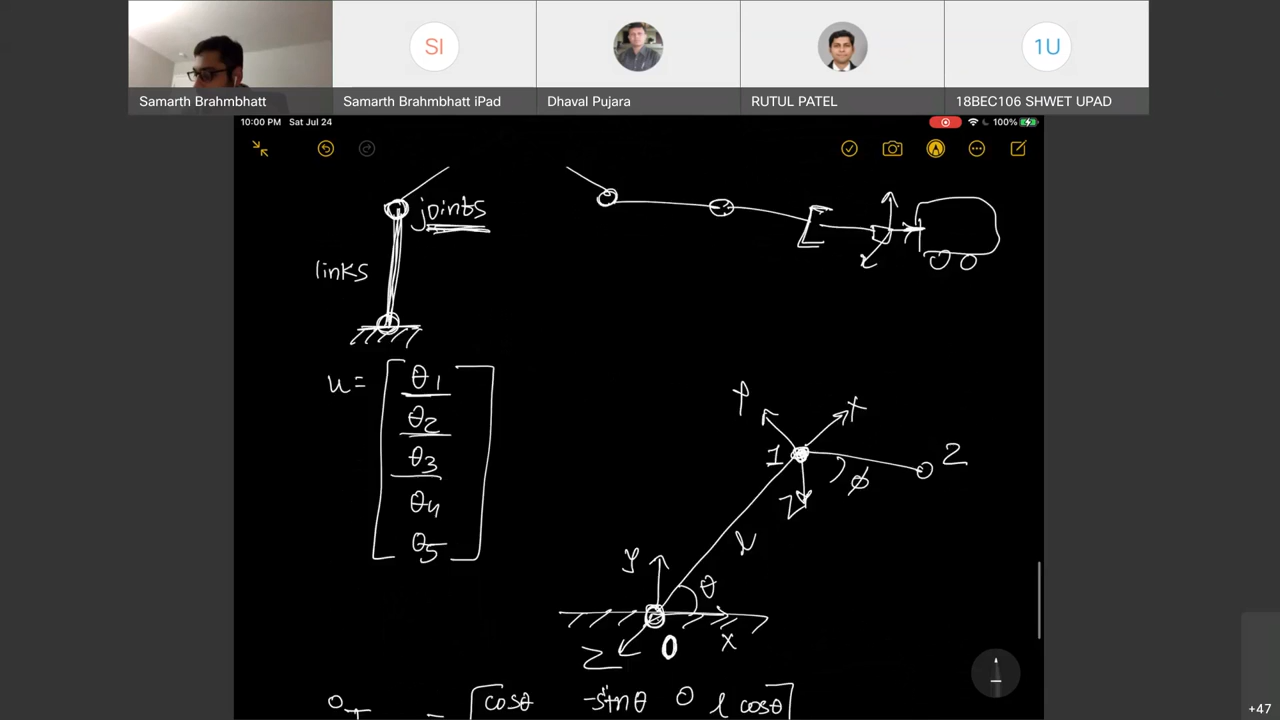 SI
1U
Samarth Brahmbhatt
Samarth Brahmbhatt iPad
Dhaval Pujara
RUTUL PATEL
18BEC106 SHWET UPAD
10:00 PM Sat Jul 24
100%
joints
links
u =
θ1
θ2
θ3
θ4
θ5
Y
X
1
2
Z
φ
l
y
θ
Z
0
X
cosθ -sinθ 0 l cosθ
+47